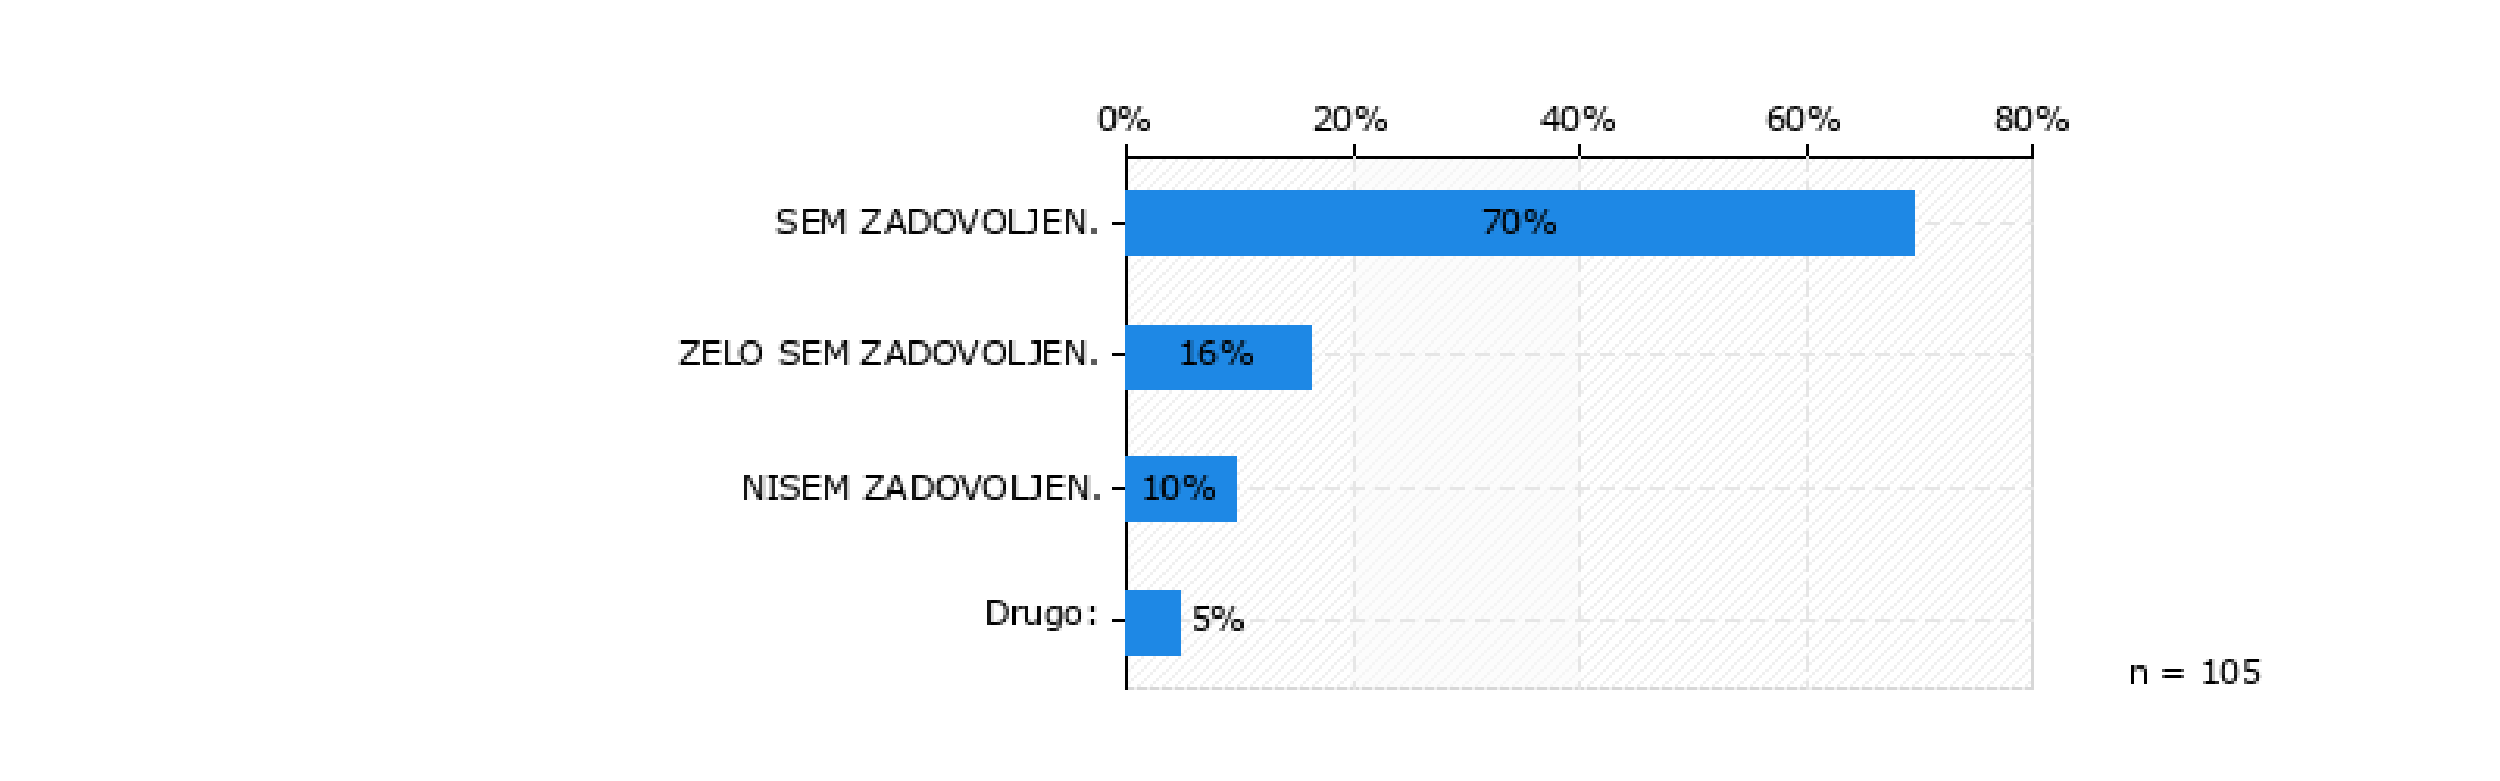 0% 20% 40% 60% 80%
SEM ZADOVOLJEN. 70%
ZELO SEM ZADOVOLJEN. 16%
NISEM ZADOVOLJEN. 10%
Drugo: 5%
n = 105